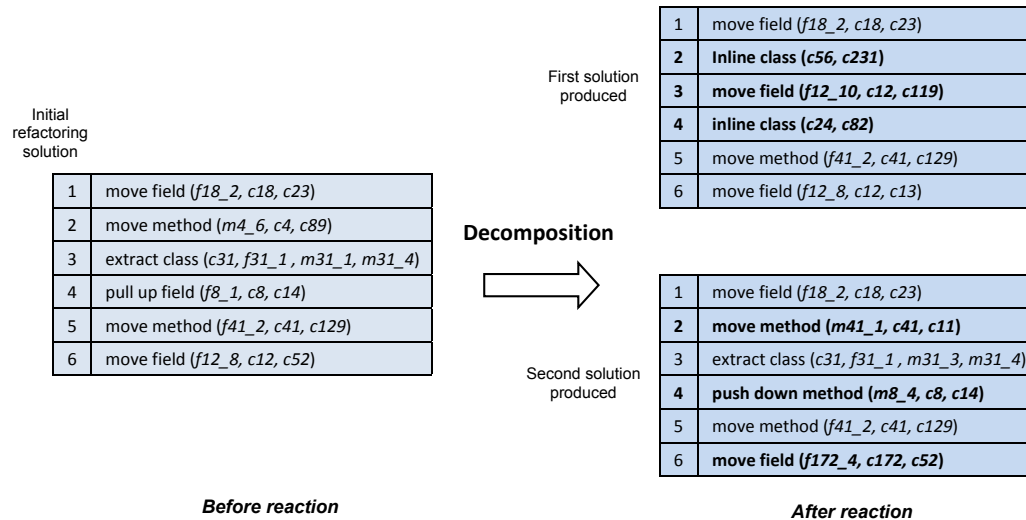 Initial
refactoring
solution
1 move field (f18_2, c18, c23)
2 move method (m4_6, c4, c89)
3 extract class (c31, f31_1 , m31_1, m31_4)
4 pull up field (f8_1, c8, c14)
5 move method (f41_2, c41, c129)
6 move field (f12_8, c12, c52)
Before reaction
Decomposition
First solution
produced
1 move field (f18_2, c18, c23)
2 Inline class (c56, c231)
3 move field (f12_10, c12, c119)
4 inline class (c24, c82)
5 move method (f41_2, c41, c129)
6 move field (f12_8, c12, c13)
Second solution
produced
1 move field (f18_2, c18, c23)
2 move method (m41_1, c41, c11)
3 extract class (c31, f31_1 , m31_3, m31_4)
4 push down method (m8_4, c8, c14)
5 move method (f41_2, c41, c129)
6 move field (f172_4, c172, c52)
After reaction